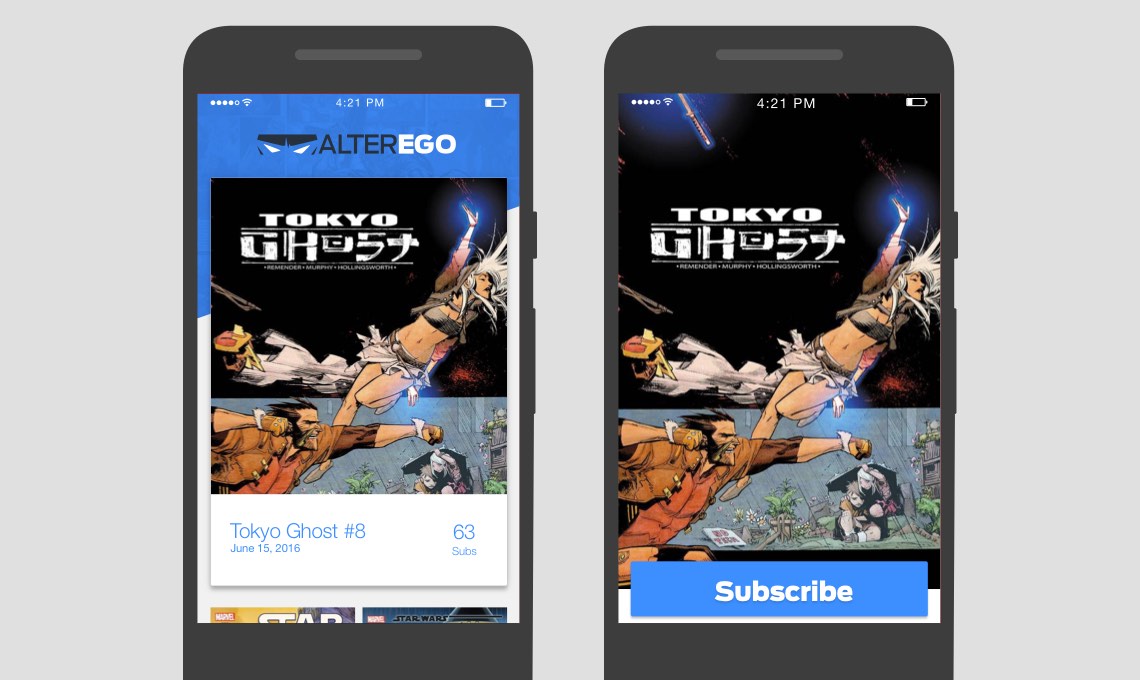 4:21 PM
ALTEREGO
TOKYO
GHOST
•REMENDER•MURPHY•HOLLINGSWORTH•
Tokyo Ghost #8
June 15, 2016
63
Subs
MARVEL
STAR
MARVEL
STAR WARS
4:21 PM
TOKYO
GHOST
•REMENDER•MURPHY•HOLLINGSWORTH•
Subscribe